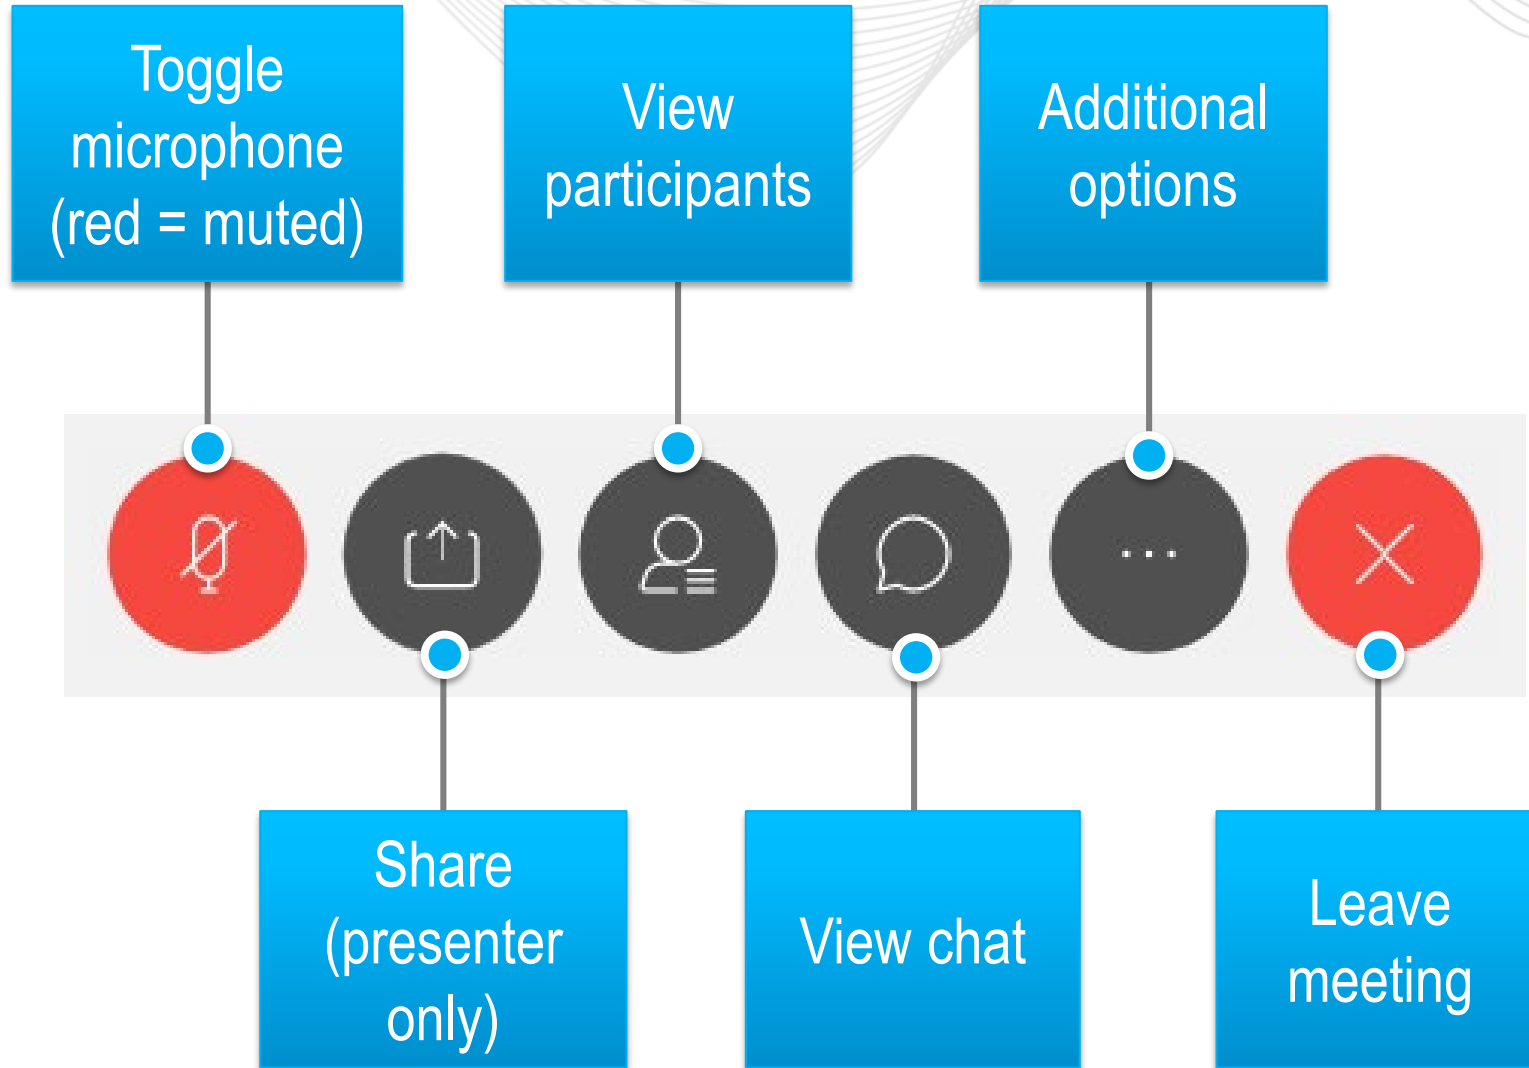 Toggle
microphone
(red = muted)
View
participants
Additional
options
Share
(presenter
only)
View chat
Leave
meeting